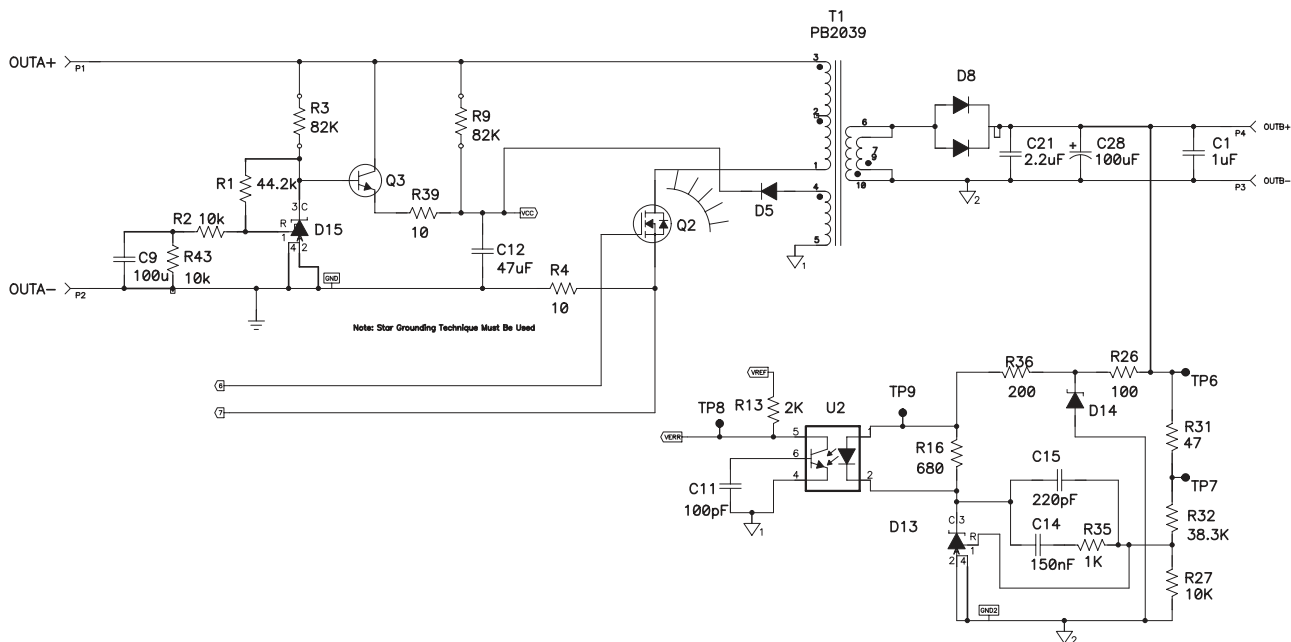 T1
PB2039
OUTA+
P1
3
D8
R3
82K
R9
82K
2
6
P4
OUTB+
C21
2.2uF
+
C28
100uF
C1
1uF
7
9
R1
44.2k
Q3
1
4
10
P3
OUTB-
2
R39
10
VCC
D5
Q2
R2
10k
3
C
R
1
4
2
D15
C9
100u
R43
10k
C12
47uF
5
1
GND
R4
10
OUTA-
P2
Note: Star Grounding Technique Must Be Used
6
7
VREF
R36
200
R26
100
TP6
R13
2K
U2
TP9
D14
TP8
VERR
5
1
R31
47
6
R16
680
4
2
C15
220pF
TP7
C11
100pF
1
D13
C
3
R
1
2
4
C14
150nF
R35
1K
R32
38.3K
R27
10K
GND2
2